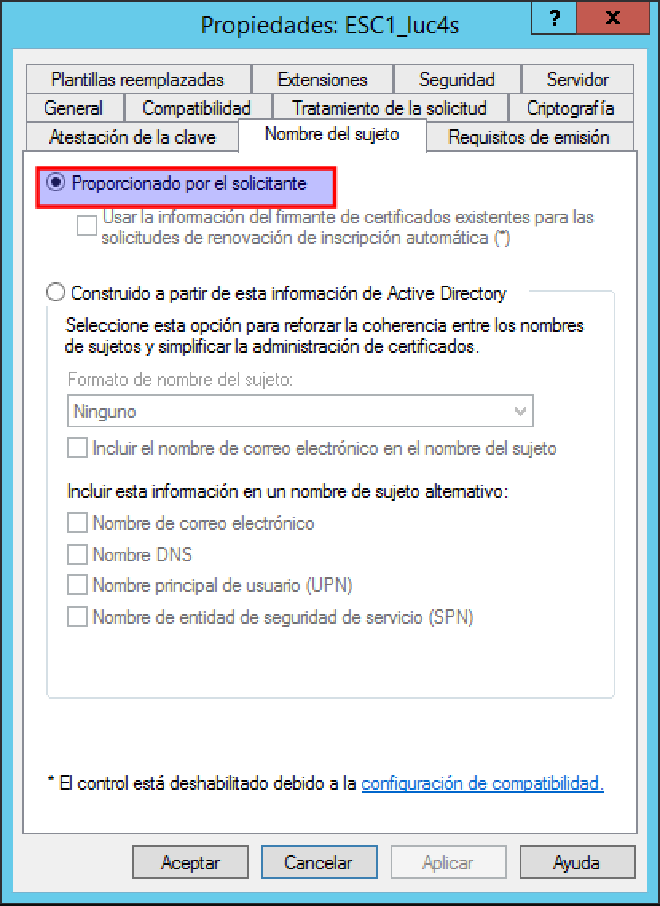 Propiedades: ESC1_luc4s
?
x
Plantillas reemplazadas
Extensiones
Seguridad
Servidor
General
Compatibilidad
Tratamiento de la solicitud
Criptografía
Atestación de la clave
Nombre del sujeto
Requisitos de emisión
Proporcionado por el solicitante
Usar la información del firmante de certificados existentes para las
solicitudes de renovación de inscripción automática (*)
Construido a partir de esta información de Active Directory
Seleccione esta opción para reforzar la coherencia entre los nombres
de sujetos y simplificar la administración de certificados.
Formato de nombre del sujeto:
Ninguno
Incluir el nombre de correo electrónico en el nombre del sujeto
Incluir esta información en un nombre de sujeto alternativo:
Nombre de correo electrónico
Nombre DNS
Nombre principal de usuario (UPN)
Nombre de entidad de seguridad de servicio (SPN)
* El control está deshabilitado debido a la configuración de compatibilidad.
Aceptar
Cancelar
Aplicar
Ayuda